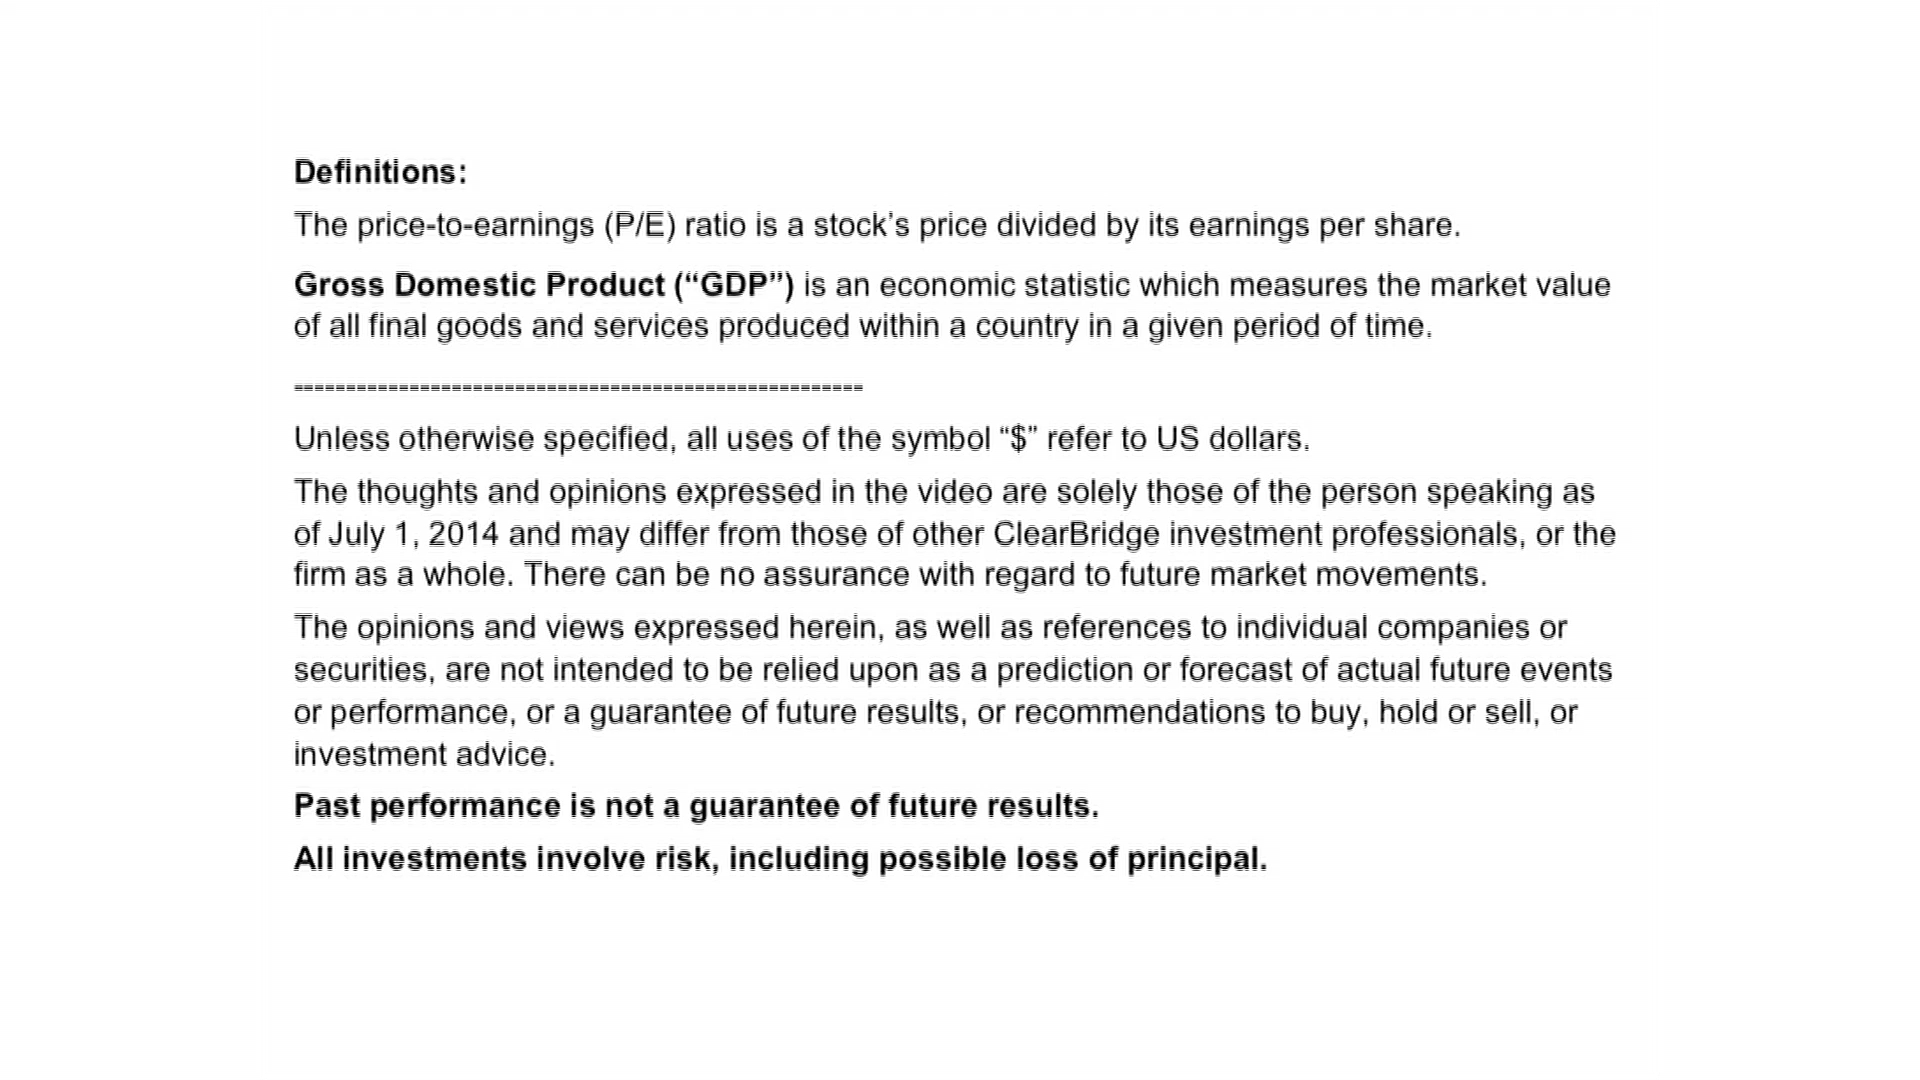 Definitions:
The price-to-earnings (P/E) ratio is a stock’s price divided by its earnings per share.
Gross Domestic Product (“GDP”) is an economic statistic which measures the market value
of all final goods and services produced within a country in a given period of time.
------------------------------------------------------
Unless otherwise specified, all uses of the symbol “$” refer to US dollars.
The thoughts and opinions expressed in the video are solely those of the person speaking as
of July 1, 2014 and may differ from those of other ClearBridge investment professionals, or the
firm as a whole. There can be no assurance with regard to future market movements.
The opinions and views expressed herein, as well as references to individual companies or
securities, are not intended to be relied upon as a prediction or forecast of actual future events
or performance, or a guarantee of future results, or recommendations to buy, hold or sell, or
investment advice.
Past performance is not a guarantee of future results.
All investments involve risk, including possible loss of principal.